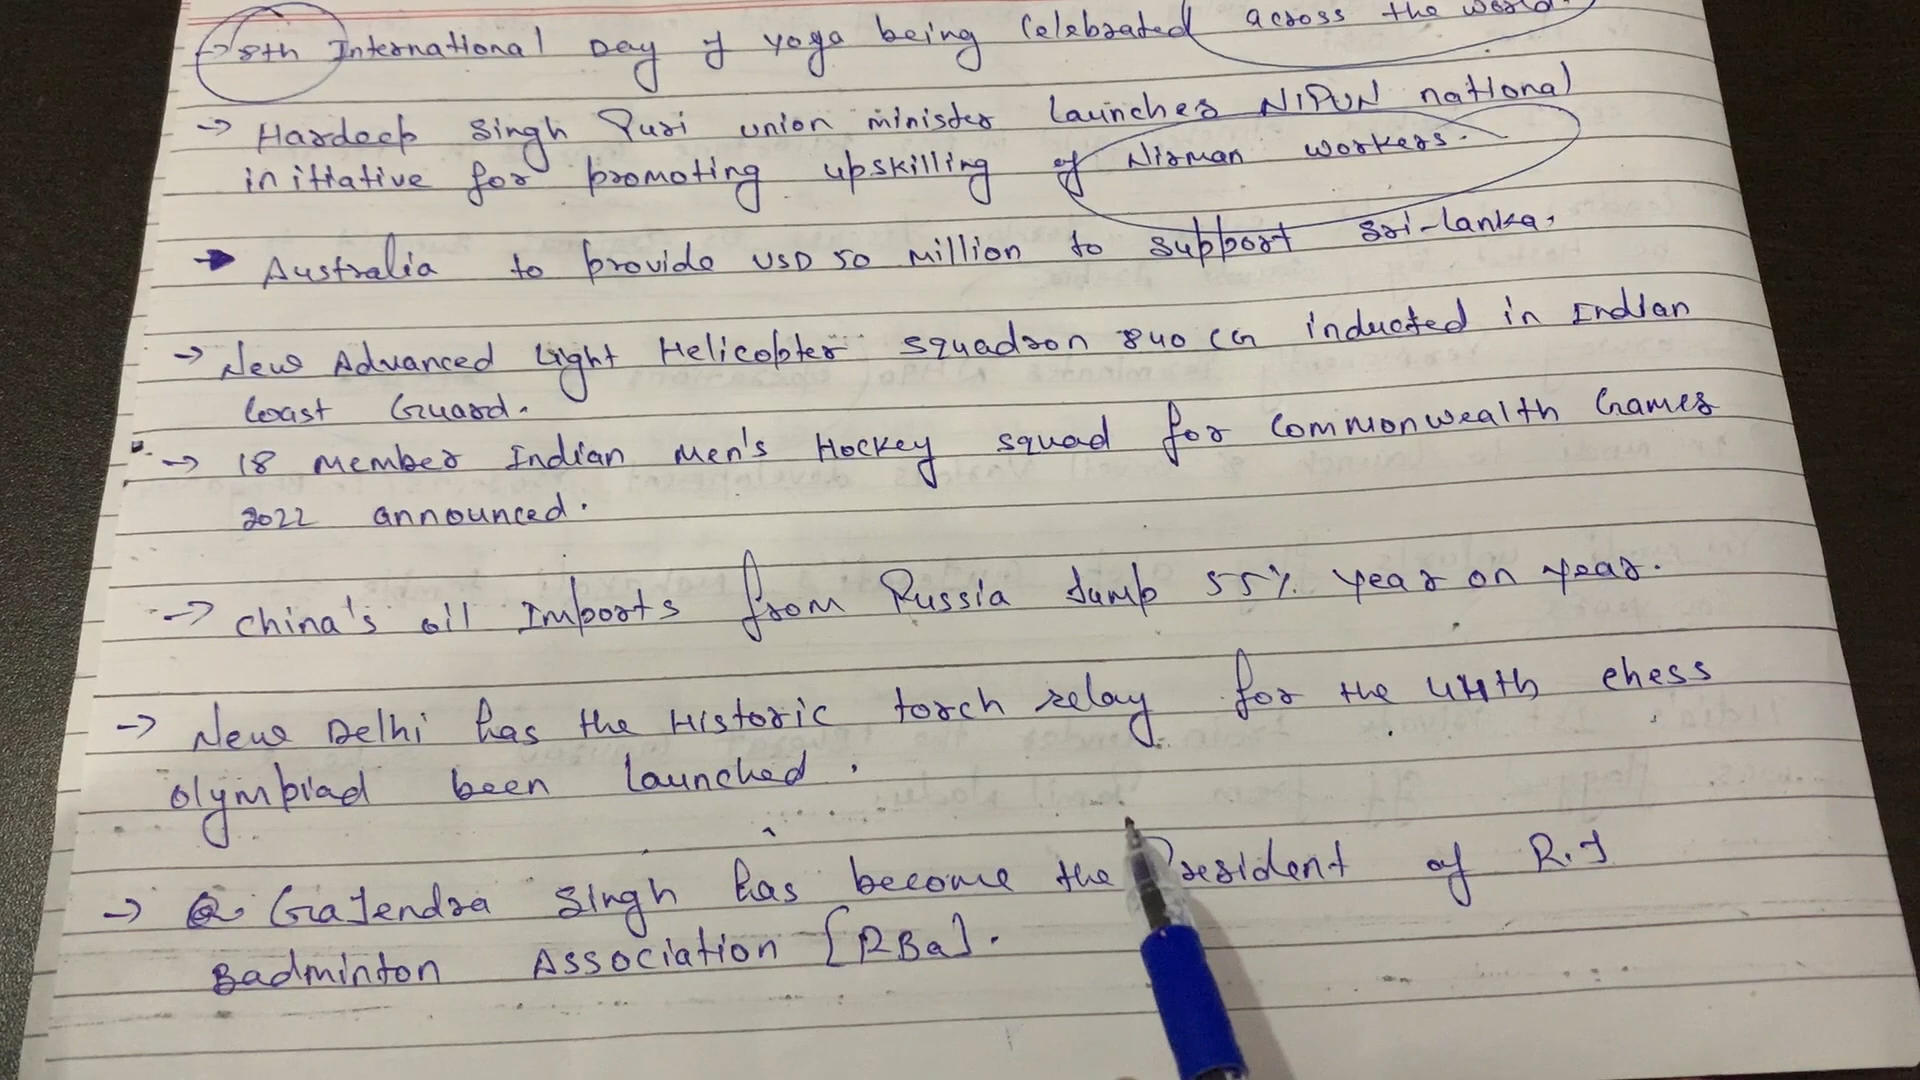 → 8th International Day of yoga being Celebrated across the world.
→ Hardeep Singh Puri union minister launches NIPUN national
initiative for promoting upskilling of Nirman workers.
→ Australia to provide USD 50 million to support Sri-lanka.
→ New Advanced Light Helicopter squadron 840 CG inducted in Indian
Coast Guard.
→ 18 member Indian Men's Hockey squad for Commonwealth Games
2022 announced.
→ China's oil Imports from Russia Jump 55% year on year.
→ New Delhi has the Historic torch relay for the 44th chess
Olympiad been launched.
→ Gajendra Singh has become the President of R.J
Badminton Association [RBa].